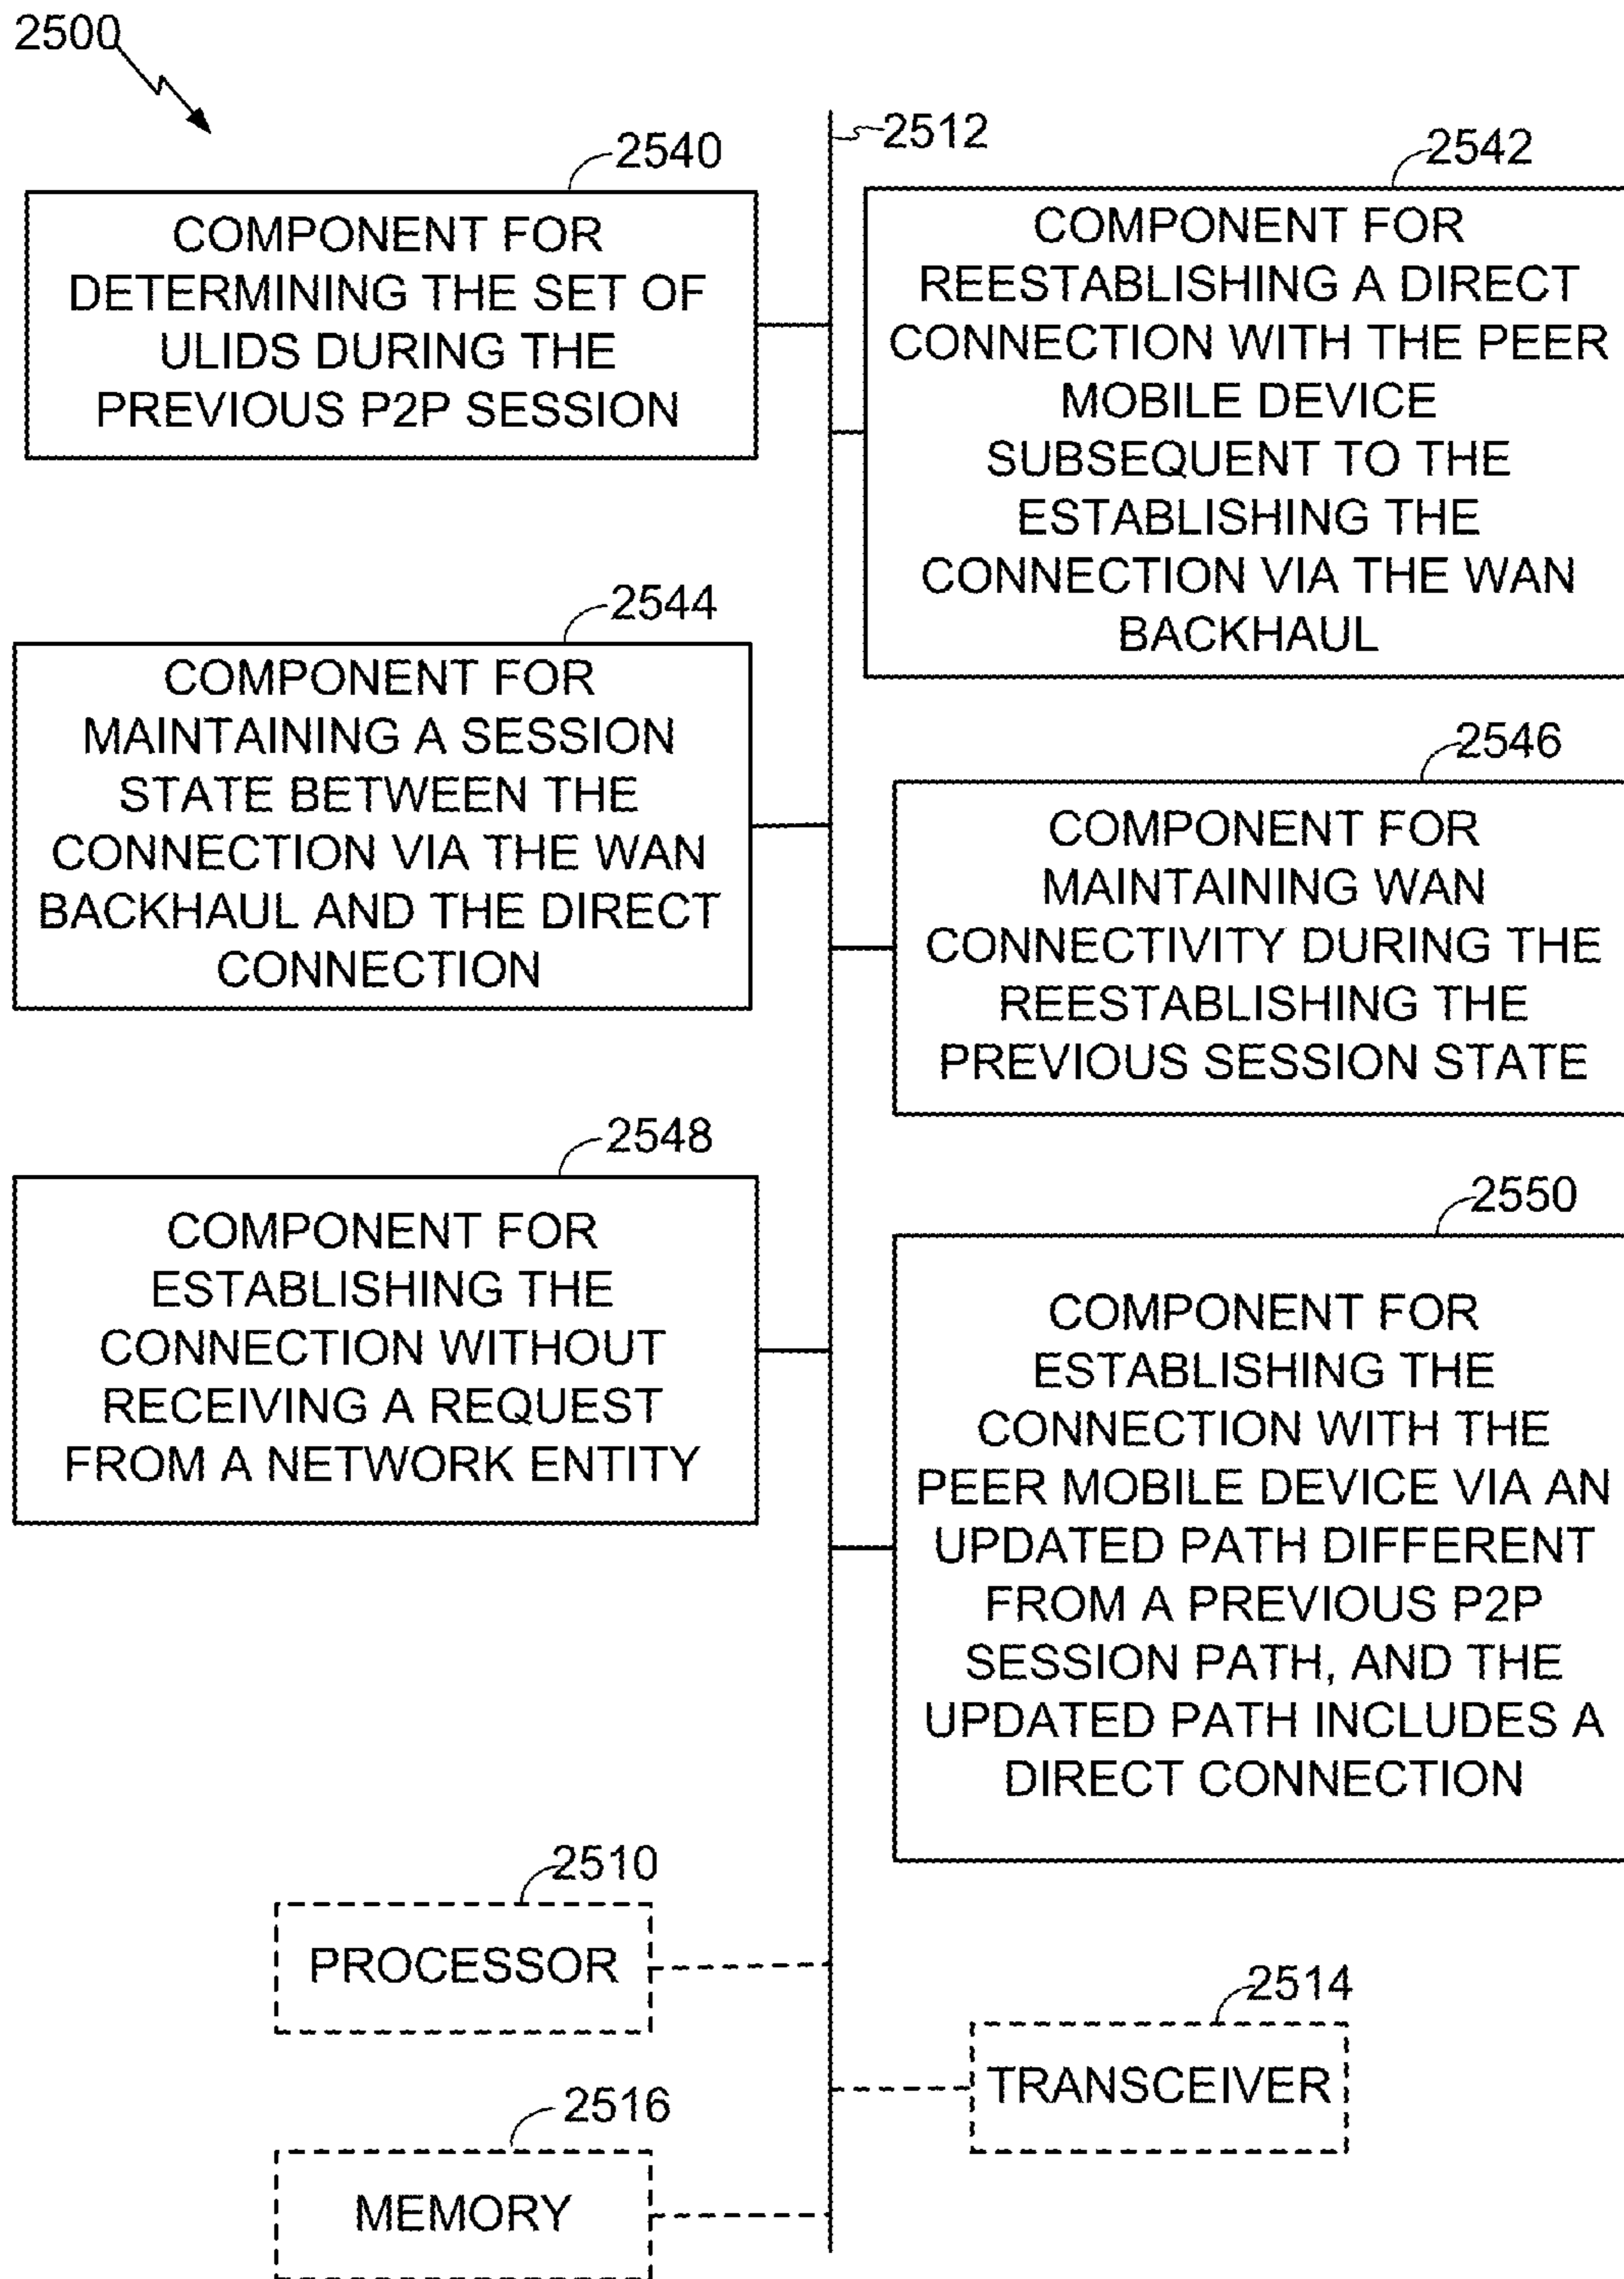 2500
2512
2540
COMPONENT FOR
DETERMINING THE SET OF
ULIDS DURING THE
PREVIOUS P2P SESSION
2542
COMPONENT FOR
REESTABLISHING A DIRECT
CONNECTION WITH THE PEER
MOBILE DEVICE
SUBSEQUENT TO THE
ESTABLISHING THE
CONNECTION VIA THE WAN
BACKHAUL
2544
COMPONENT FOR
MAINTAINING A SESSION
STATE BETWEEN THE
CONNECTION VIA THE WAN
BACKHAUL AND THE DIRECT
CONNECTION
2546
COMPONENT FOR
MAINTAINING WAN
CONNECTIVITY DURING THE
REESTABLISHING THE
PREVIOUS SESSION STATE
2548
COMPONENT FOR
ESTABLISHING THE
CONNECTION WITHOUT
RECEIVING A REQUEST
FROM A NETWORK ENTITY
2550
COMPONENT FOR
ESTABLISHING THE
CONNECTION WITH THE
PEER MOBILE DEVICE VIA AN
UPDATED PATH DIFFERENT
FROM A PREVIOUS P2P
SESSION PATH, AND THE
UPDATED PATH INCLUDES A
DIRECT CONNECTION
2510
PROCESSOR
2514
TRANSCEIVER
2516
MEMORY